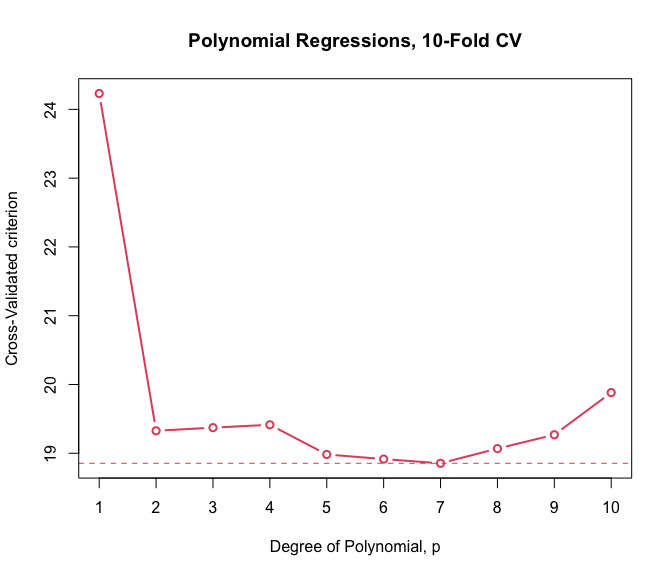 Polynomial Regressions, 10-Fold CV
Cross-Validated criterion
24
23
22
21
20
19
1 2 3 4 5 6 7 8 9 10
Degree of Polynomial, p